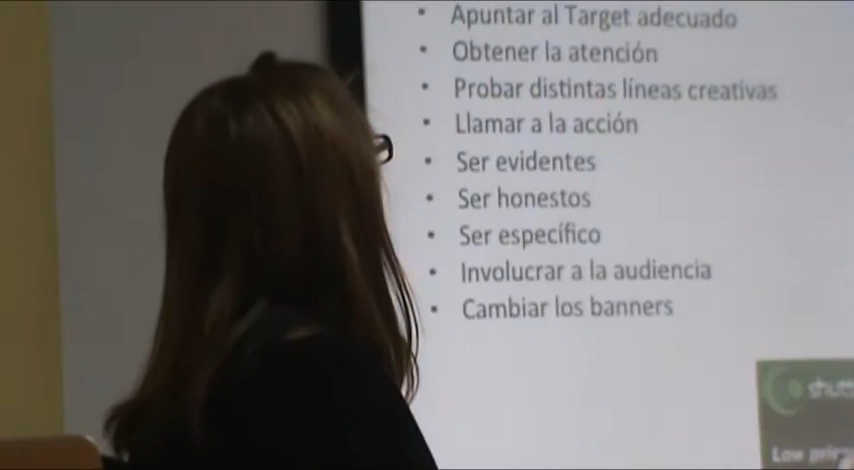 • Apuntar al Target adecuado
• Obtener la atención
• Probar distintas líneas creativas
• Llamar a la acción
• Ser evidentes
• Ser honestos
• Ser específico
• Involucrar a la audiencia
• Cambiar los banners
Low